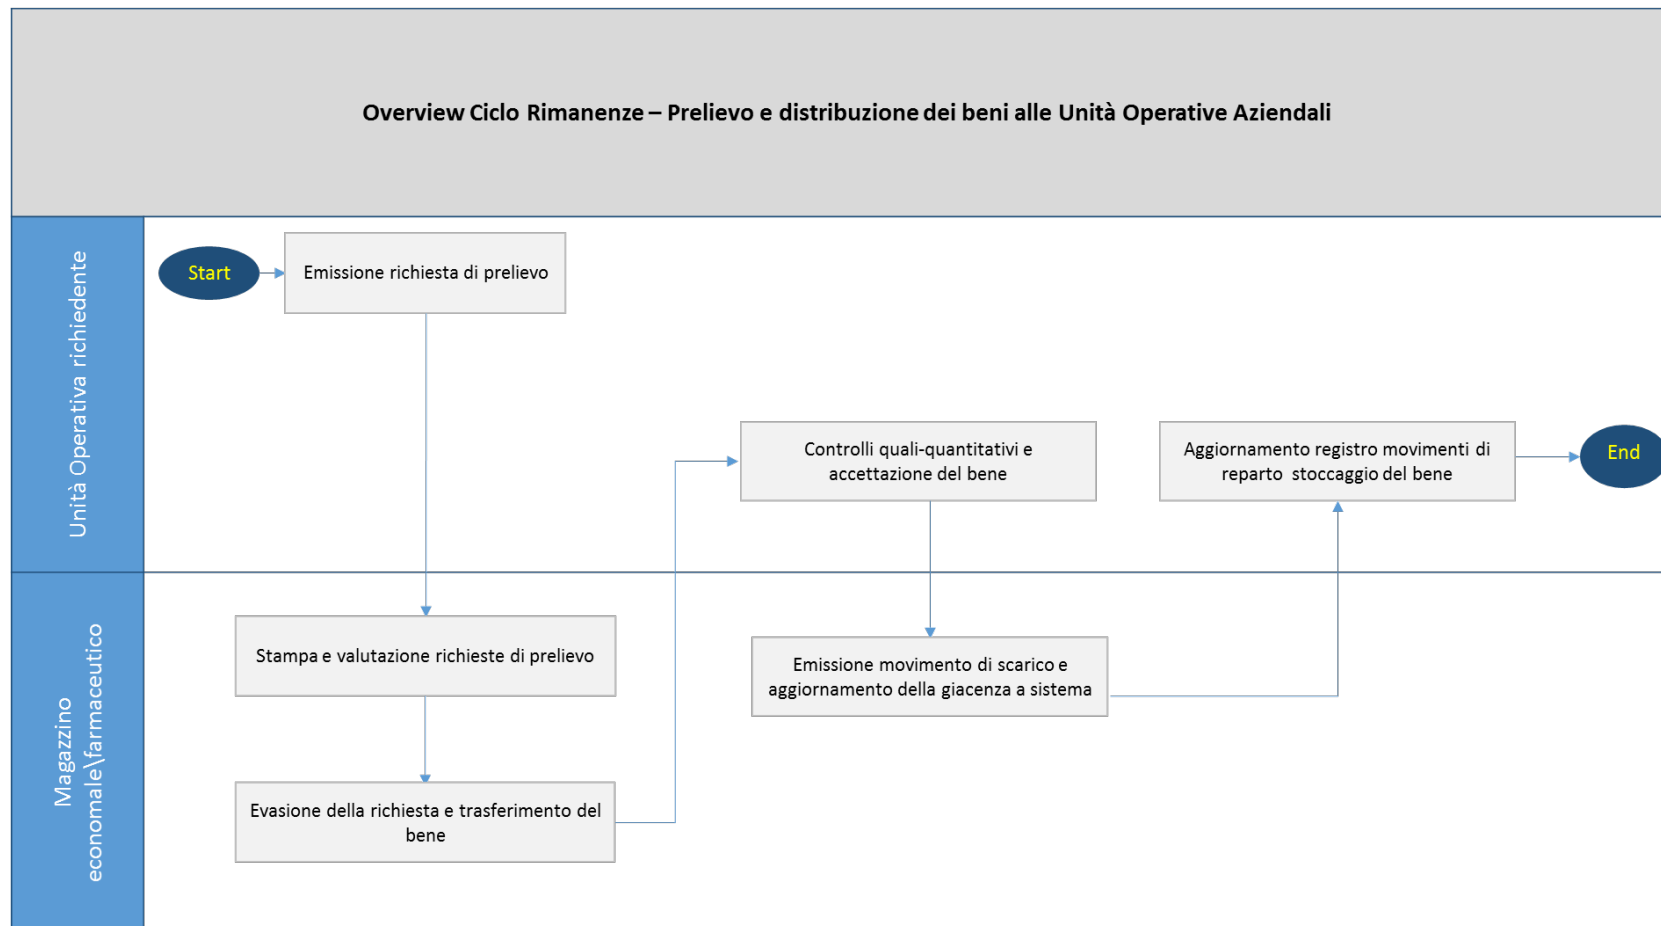 Overview Ciclo Rimanenze – Prelievo e distribuzione dei beni alle Unità Operative Aziendali
Unità Operativa richiedente
Start
Emissione richiesta di prelievo
Controlli quali-quantitativi e
accettazione del bene
Aggiornamento registro movimenti di
reparto stoccaggio del bene
End
Magazzino
economale\farmaceutico
Stampa e valutazione richieste di prelievo
Emissione movimento di scarico e
aggiornamento della giacenza a sistema
Evasione della richiesta e trasferimento del
bene